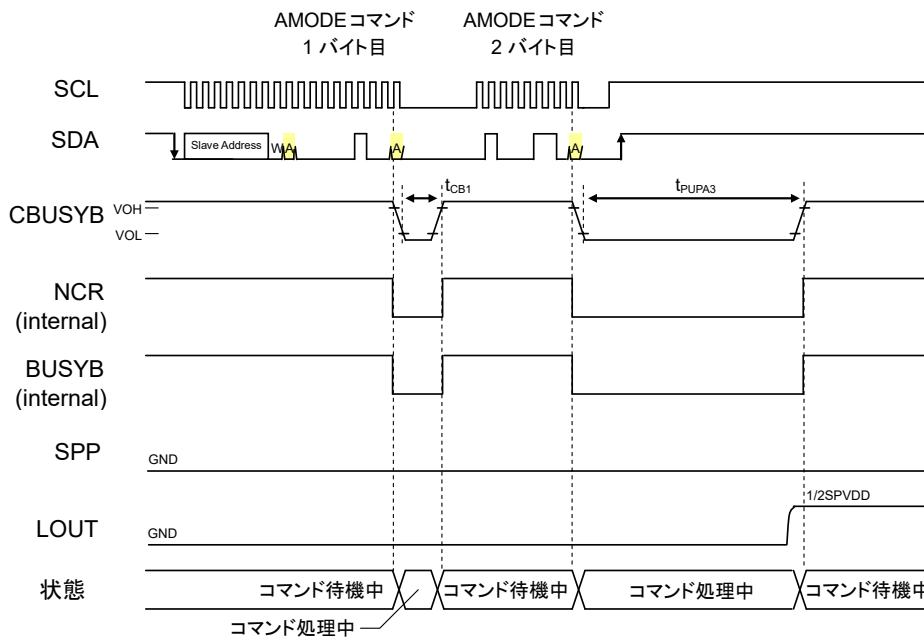 AMODEコマンド
1 バイト目
AMODEコマンド
2 バイト目
SCL
SDA
Slave Address
W
A
A
A
tCB1
tPUPA3
CBUSYB
VOH
VOL
NCR
(internal)
BUSYB
(internal)
SPP
GND
LOUT
GND
1/2SPVDD
状態
コマンド待機中
コマンド待機中
コマンド処理中
コマンド待機中
コマンド処理中